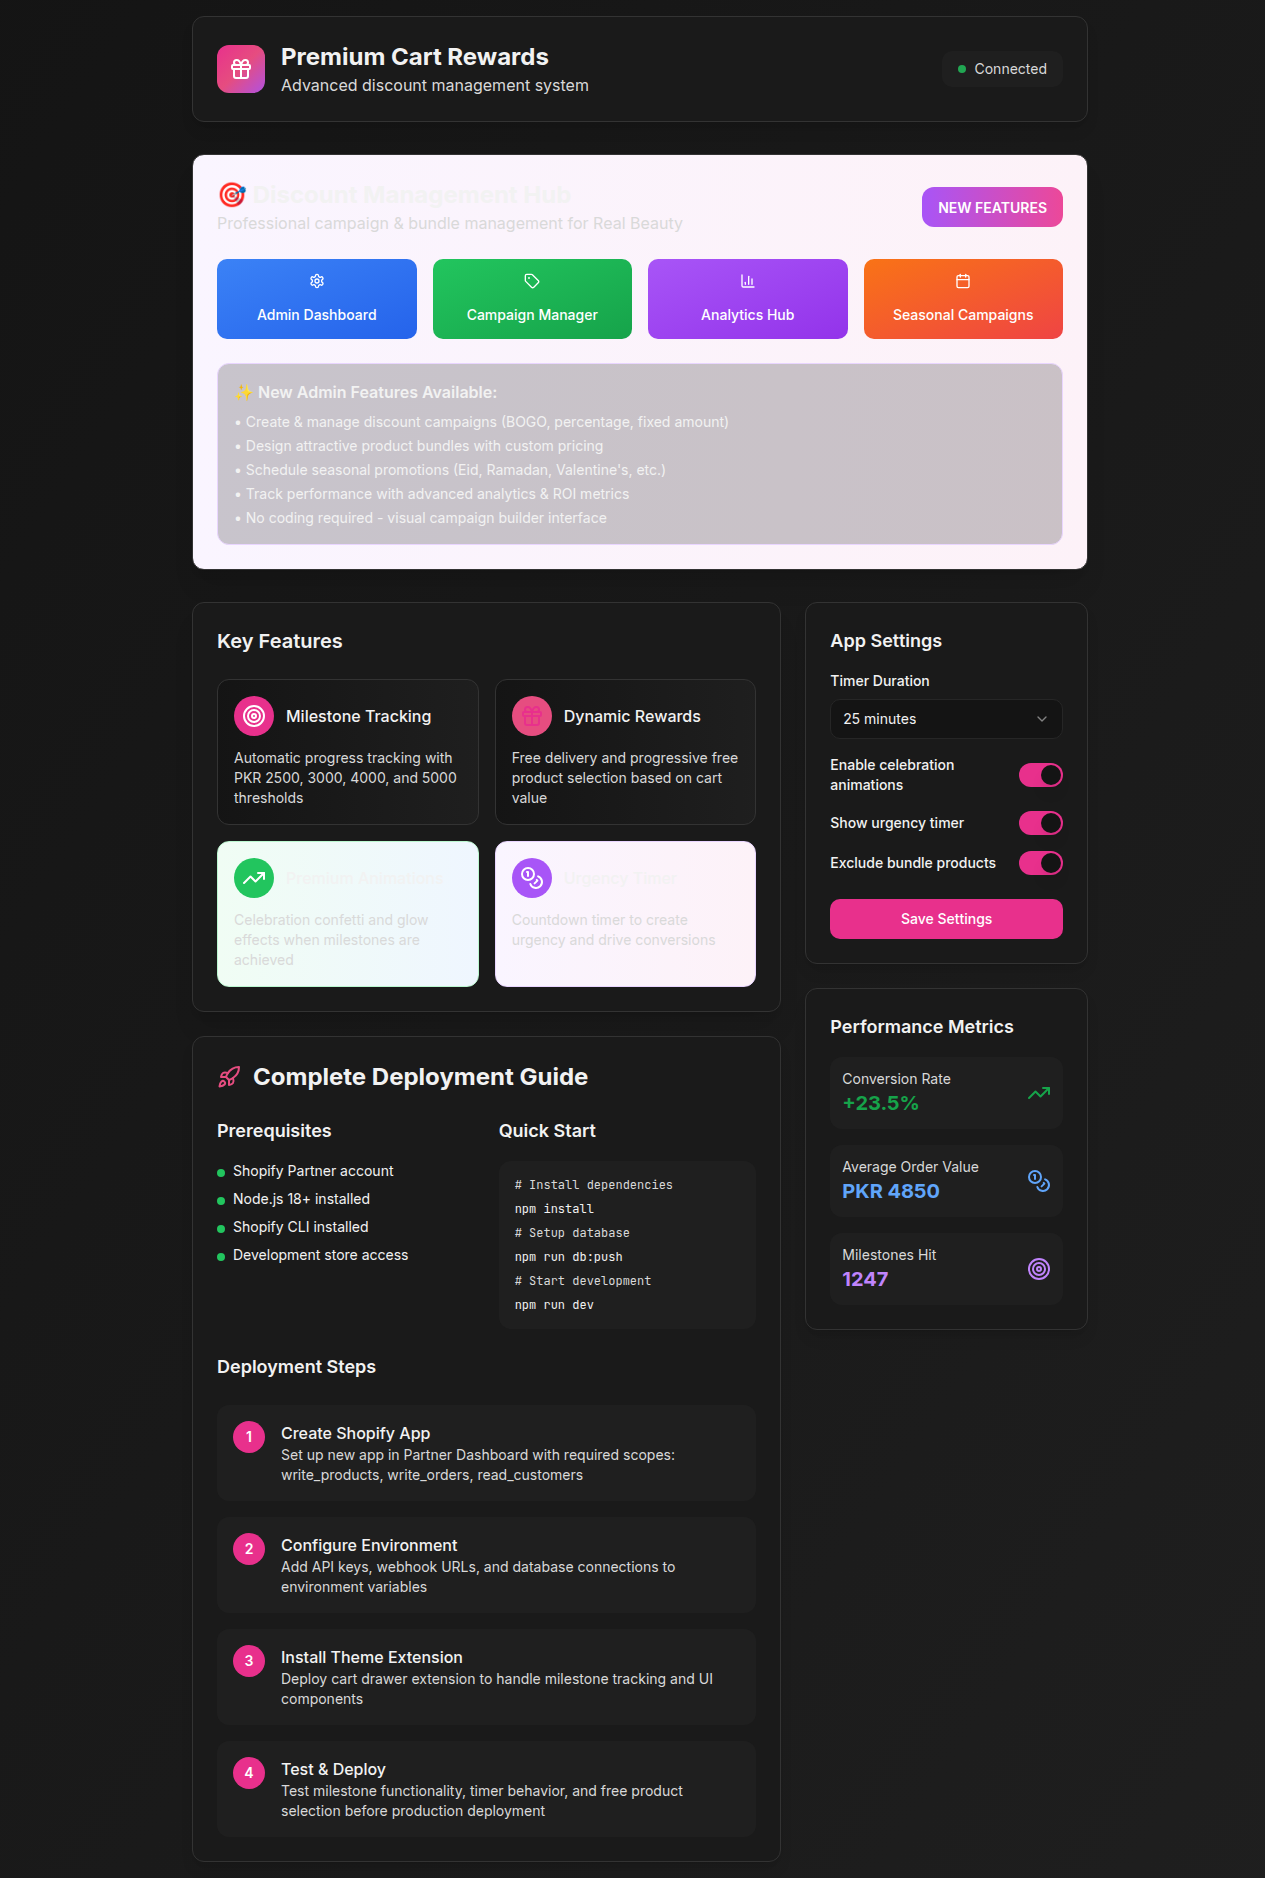 Premium Cart Rewards
Advanced discount management system
Connected
🎯 Discount Management Hub
Professional campaign & bundle management for Real Beauty
NEW FEATURES
Admin Dashboard
Campaign Manager
Analytics Hub
Seasonal Campaigns
✨ New Admin Features Available:
• Create & manage discount campaigns (BOGO, percentage, fixed amount)
• Design attractive product bundles with custom pricing
• Schedule seasonal promotions (Eid, Ramadan, Valentine's, etc.)
• Track performance with advanced analytics & ROI metrics
• No coding required - visual campaign builder interface
Key Features
Milestone Tracking
Automatic progress tracking with
PKR 2500, 3000, 4000, and 5000
thresholds
Dynamic Rewards
Free delivery and progressive free
product selection based on cart
value
Premium Animations
Celebration confetti and glow
effects when milestones are
achieved
Urgency Timer
Countdown timer to create
urgency and drive conversions
Complete Deployment Guide
Prerequisites
Shopify Partner account
Node.js 18+ installed
Shopify CLI installed
Development store access
Quick Start
# Install dependencies
npm install
# Setup database
npm run db:push
# Start development
npm run dev
Deployment Steps
1
Create Shopify App
Set up new app in Partner Dashboard with required scopes:
write_products, write_orders, read_customers
2
Configure Environment
Add API keys, webhook URLs, and database connections to
environment variables
3
Install Theme Extension
Deploy cart drawer extension to handle milestone tracking and UI
components
4
Test & Deploy
Test milestone functionality, timer behavior, and free product
selection before production deployment
App Settings
Timer Duration
25 minutes
Enable celebration
animations
Show urgency timer
Exclude bundle products
Save Settings
Performance Metrics
Conversion Rate
+23.5%
Average Order Value
PKR 4850
Milestones Hit
1247